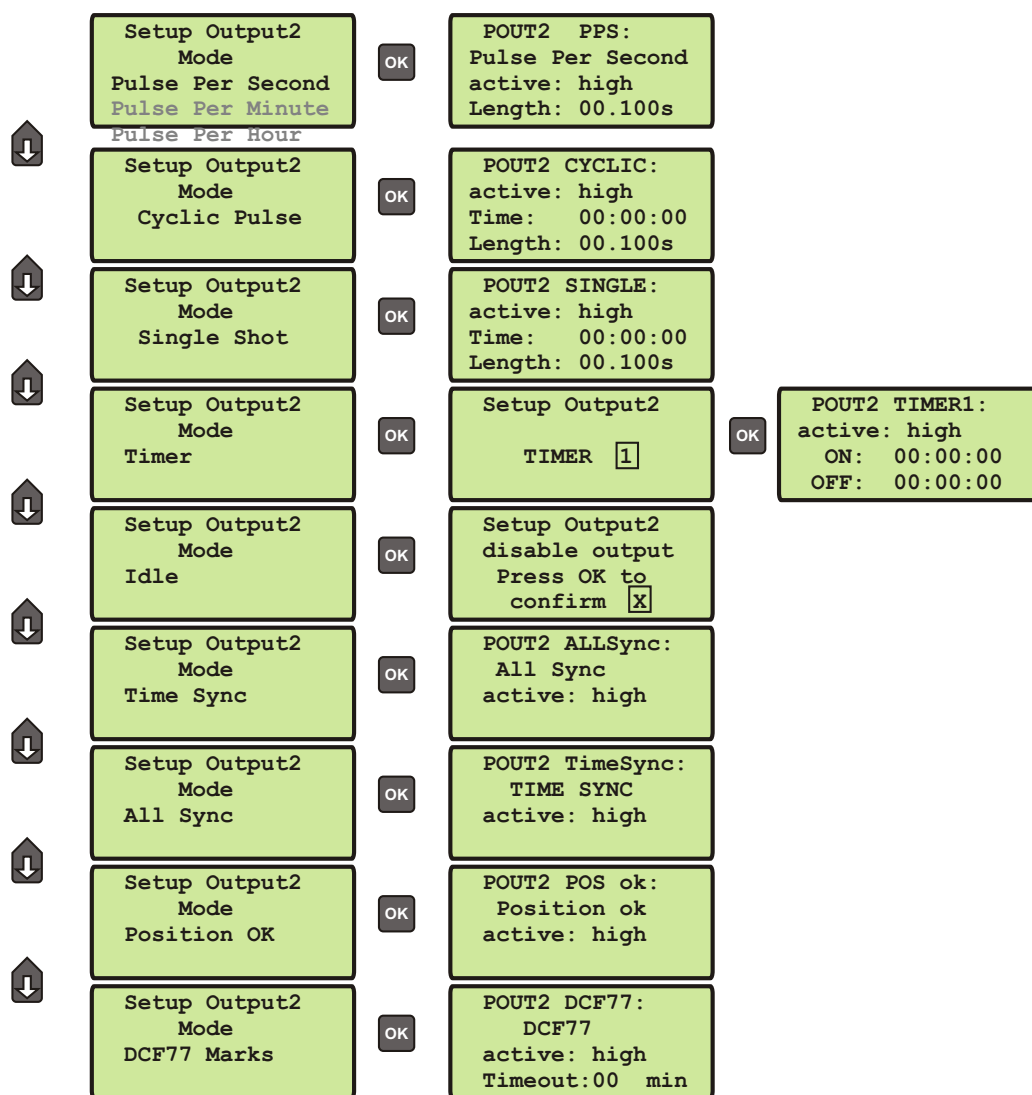 Setup Output2
Mode
Pulse Per Second
Pulse Per Minute
Pulse Per Hour
OK
POUT2 PPS:
Pulse Per Second
active: high
Length: 00.100s
Setup Output2
Mode
Cyclic Pulse
OK
POUT2 CYCLIC:
active: high
Time: 00:00:00
Length: 00.100s
Setup Output2
Mode
Single Shot
OK
POUT2 SINGLE:
active: high
Time: 00:00:00
Length: 00.100s
Setup Output2
Mode
Timer
OK
Setup Output2
TIMER 1
OK
POUT2 TIMER1:
active: high
ON: 00:00:00
OFF: 00:00:00
Setup Output2
Mode
Idle
OK
Setup Output2
disable output
Press OK to
confirm X
Setup Output2
Mode
Time Sync
OK
POUT2 ALLSync:
All Sync
active: high
Setup Output2
Mode
All Sync
OK
POUT2 TimeSync:
TIME SYNC
active: high
Setup Output2
Mode
Position OK
OK
POUT2 POS ok:
Position ok
active: high
Setup Output2
Mode
DCF77 Marks
OK
POUT2 DCF77:
DCF77
active: high
Timeout:00 min